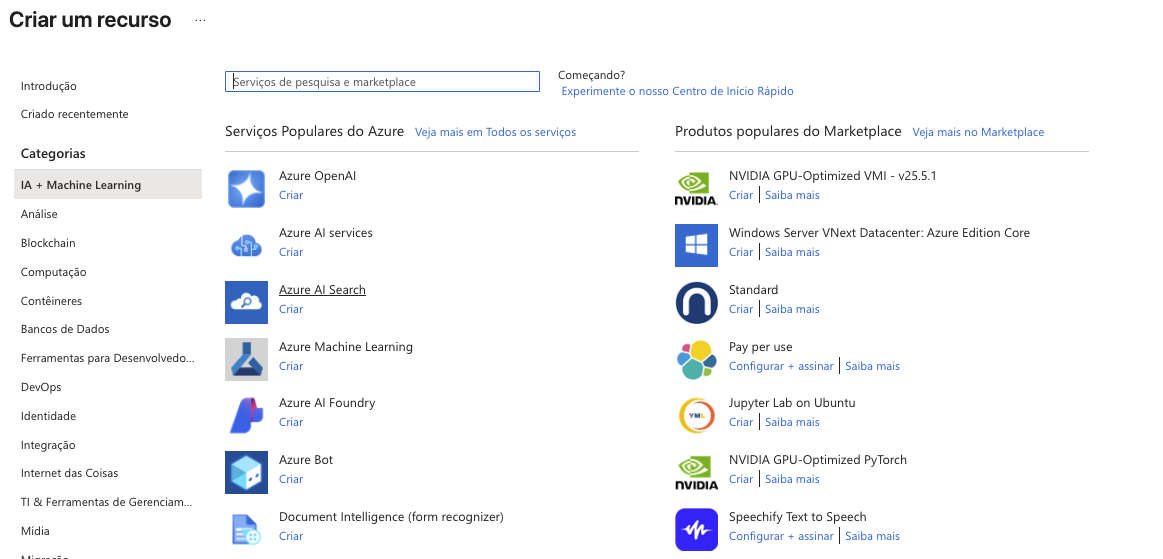 Criar um recurso ...
Introdução
Criado recentemente
Categorias
IA + Machine Learning
Análise
Blockchain
Computação
Contêineres
Bancos de Dados
Ferramentas para Desenvolvedo...
DevOps
Identidade
Integração
Internet das Coisas
TI & Ferramentas de Gerenciam...
Mídia
Migração
Serviços de pesquisa e marketplace
Começando?
Experimente o nosso Centro de Início Rápido
Serviços Populares do Azure Veja mais em Todos os serviços
Azure OpenAI
Criar
Azure AI services
Criar
Azure AI Search
Criar
Azure Machine Learning
Criar
Azure AI Foundry
Criar
Azure Bot
Criar
Document Intelligence (form recognizer)
Criar
Produtos populares do Marketplace Veja mais no Marketplace
NVIDIA
NVIDIA GPU-Optimized VMI - v25.5.1
Criar | Saiba mais
Windows Server VNext Datacenter: Azure Edition Core
Criar | Saiba mais
Standard
Criar | Saiba mais
Pay per use
Configurar + assinar | Saiba mais
YML
Jupyter Lab on Ubuntu
Criar | Saiba mais
NVIDIA
NVIDIA GPU-Optimized PyTorch
Criar | Saiba mais
Speechify Text to Speech
Configurar + assinar | Saiba mais